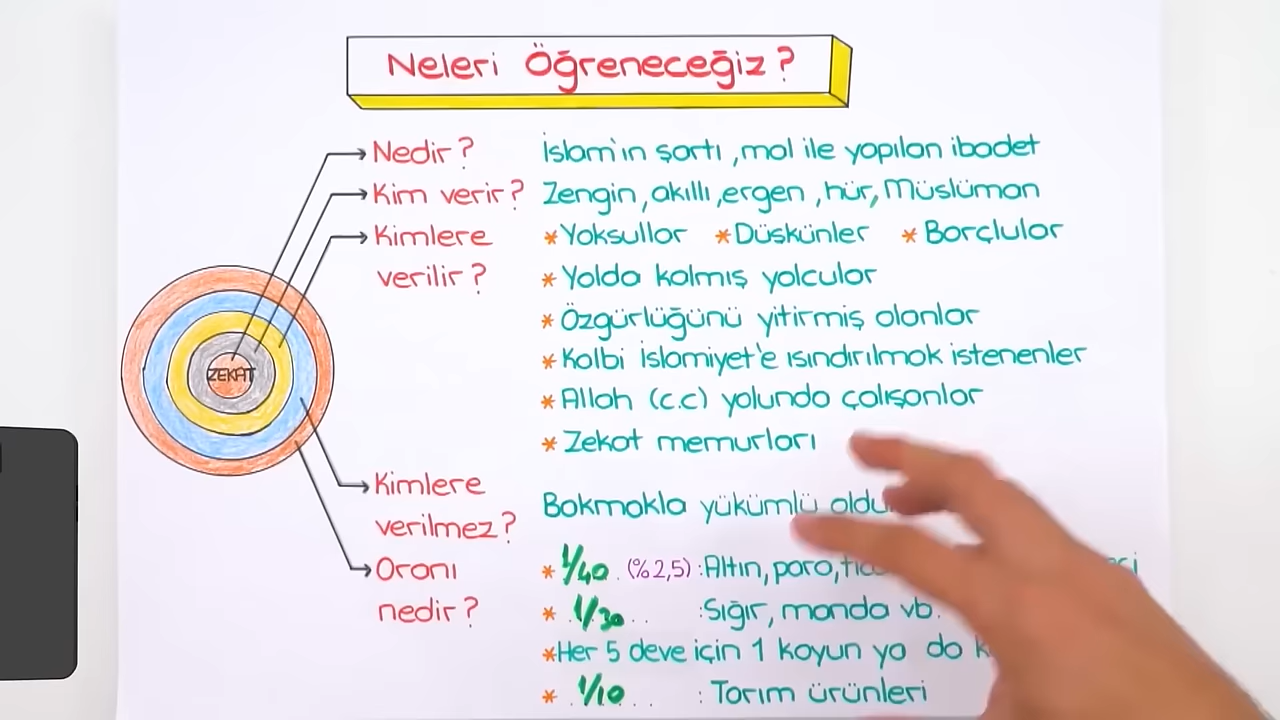 Neleri Öğreneceğiz?
Nedir? İslam'ın şartı, mal ile yapılan ibadet
Kim verir? Zengin, akıllı, ergen, hür, Müslüman
Kimlere * Yoksullar * Düşkünler * Borçlular
verilir? * Yolda kalmış yolcular
* Özgürlüğünü yitirmiş olanlar
ZEKAT * Kalbi İslamiyet'e ısındırılmak istenenler
* Allah (c.c) yolunda çalışanlar
* Zekat memurları
Kimlere
verilmez? Bakmakla yükümlü
Oranı * 1/40 (%2,5) : Altın, para,
nedir? * 1/30 : Sığır, manda vb.
* Her 5 deve için 1 koyun ya da
* 1/10 : Tarım ürünleri